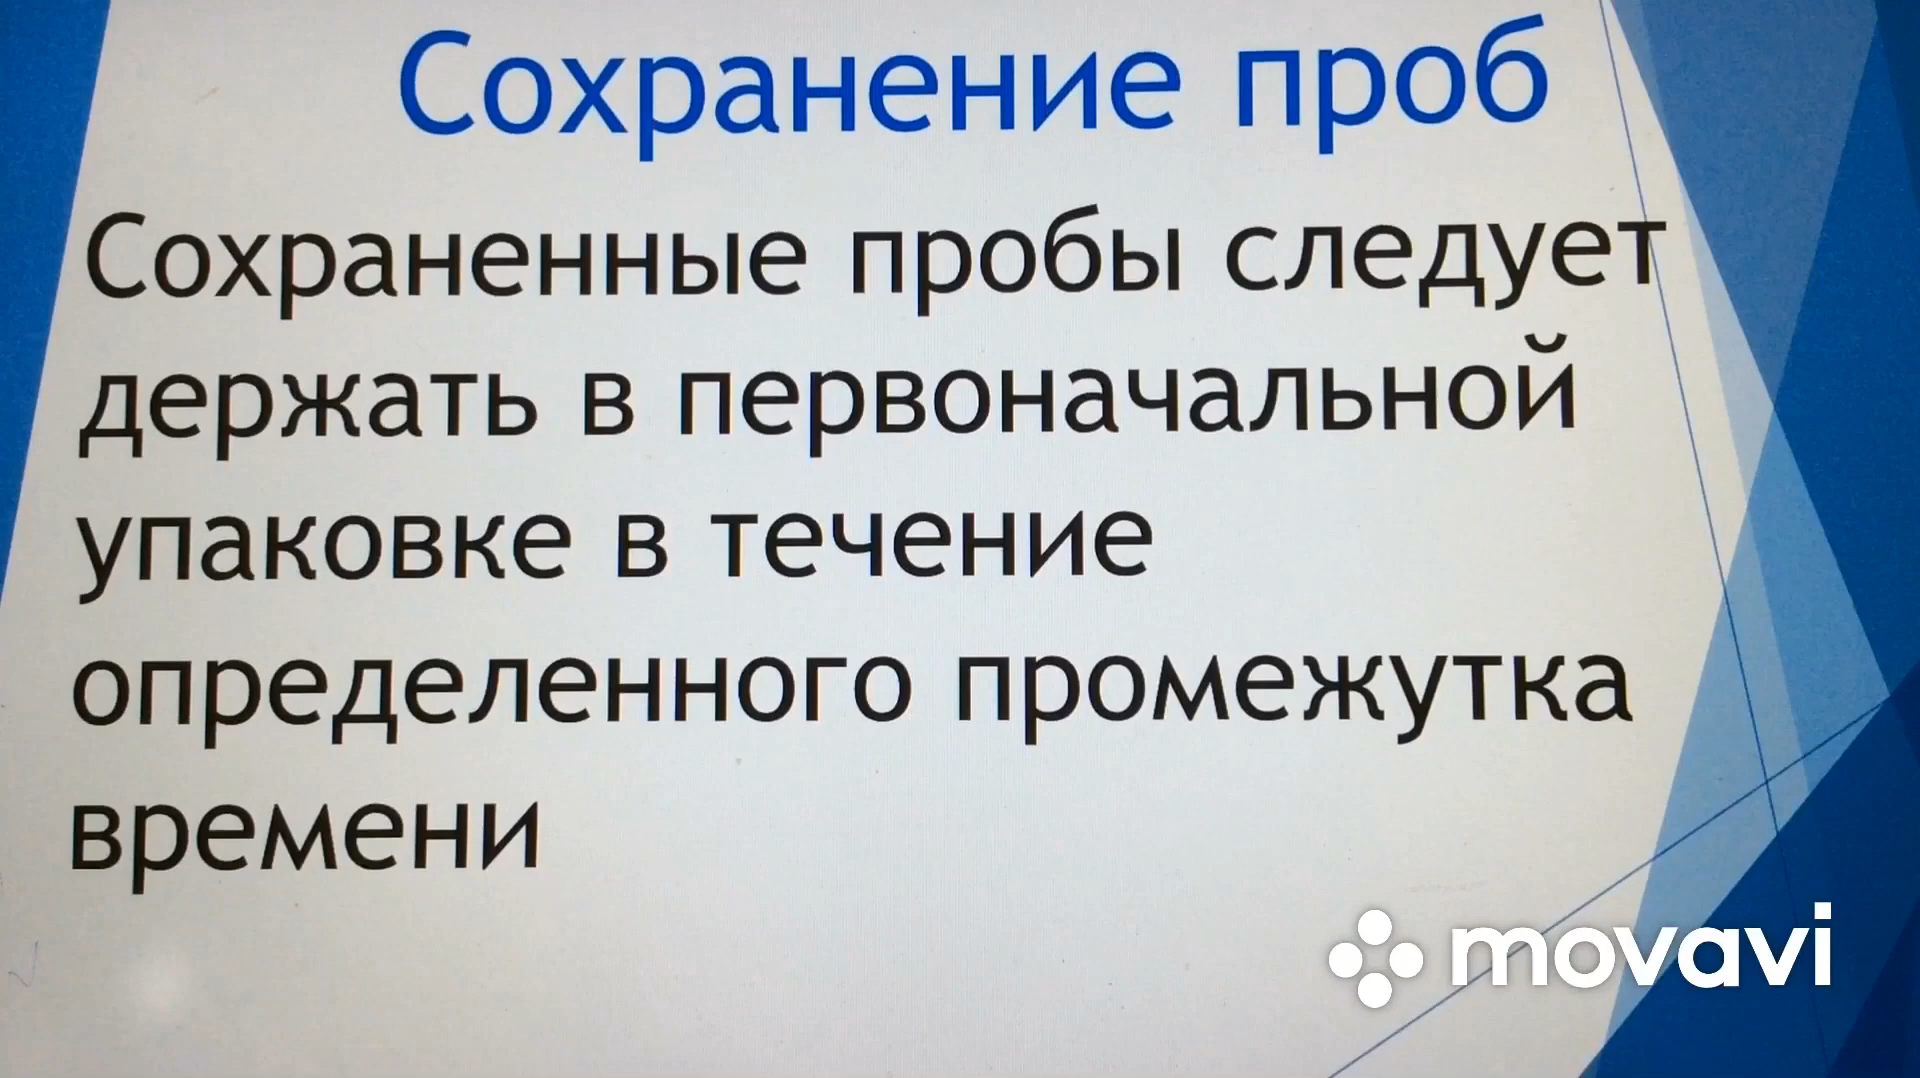 Сохранение проб
Сохраненные пробы следует
держать в первоначальной
упаковке в течение
определенного промежутка
времени
movavi